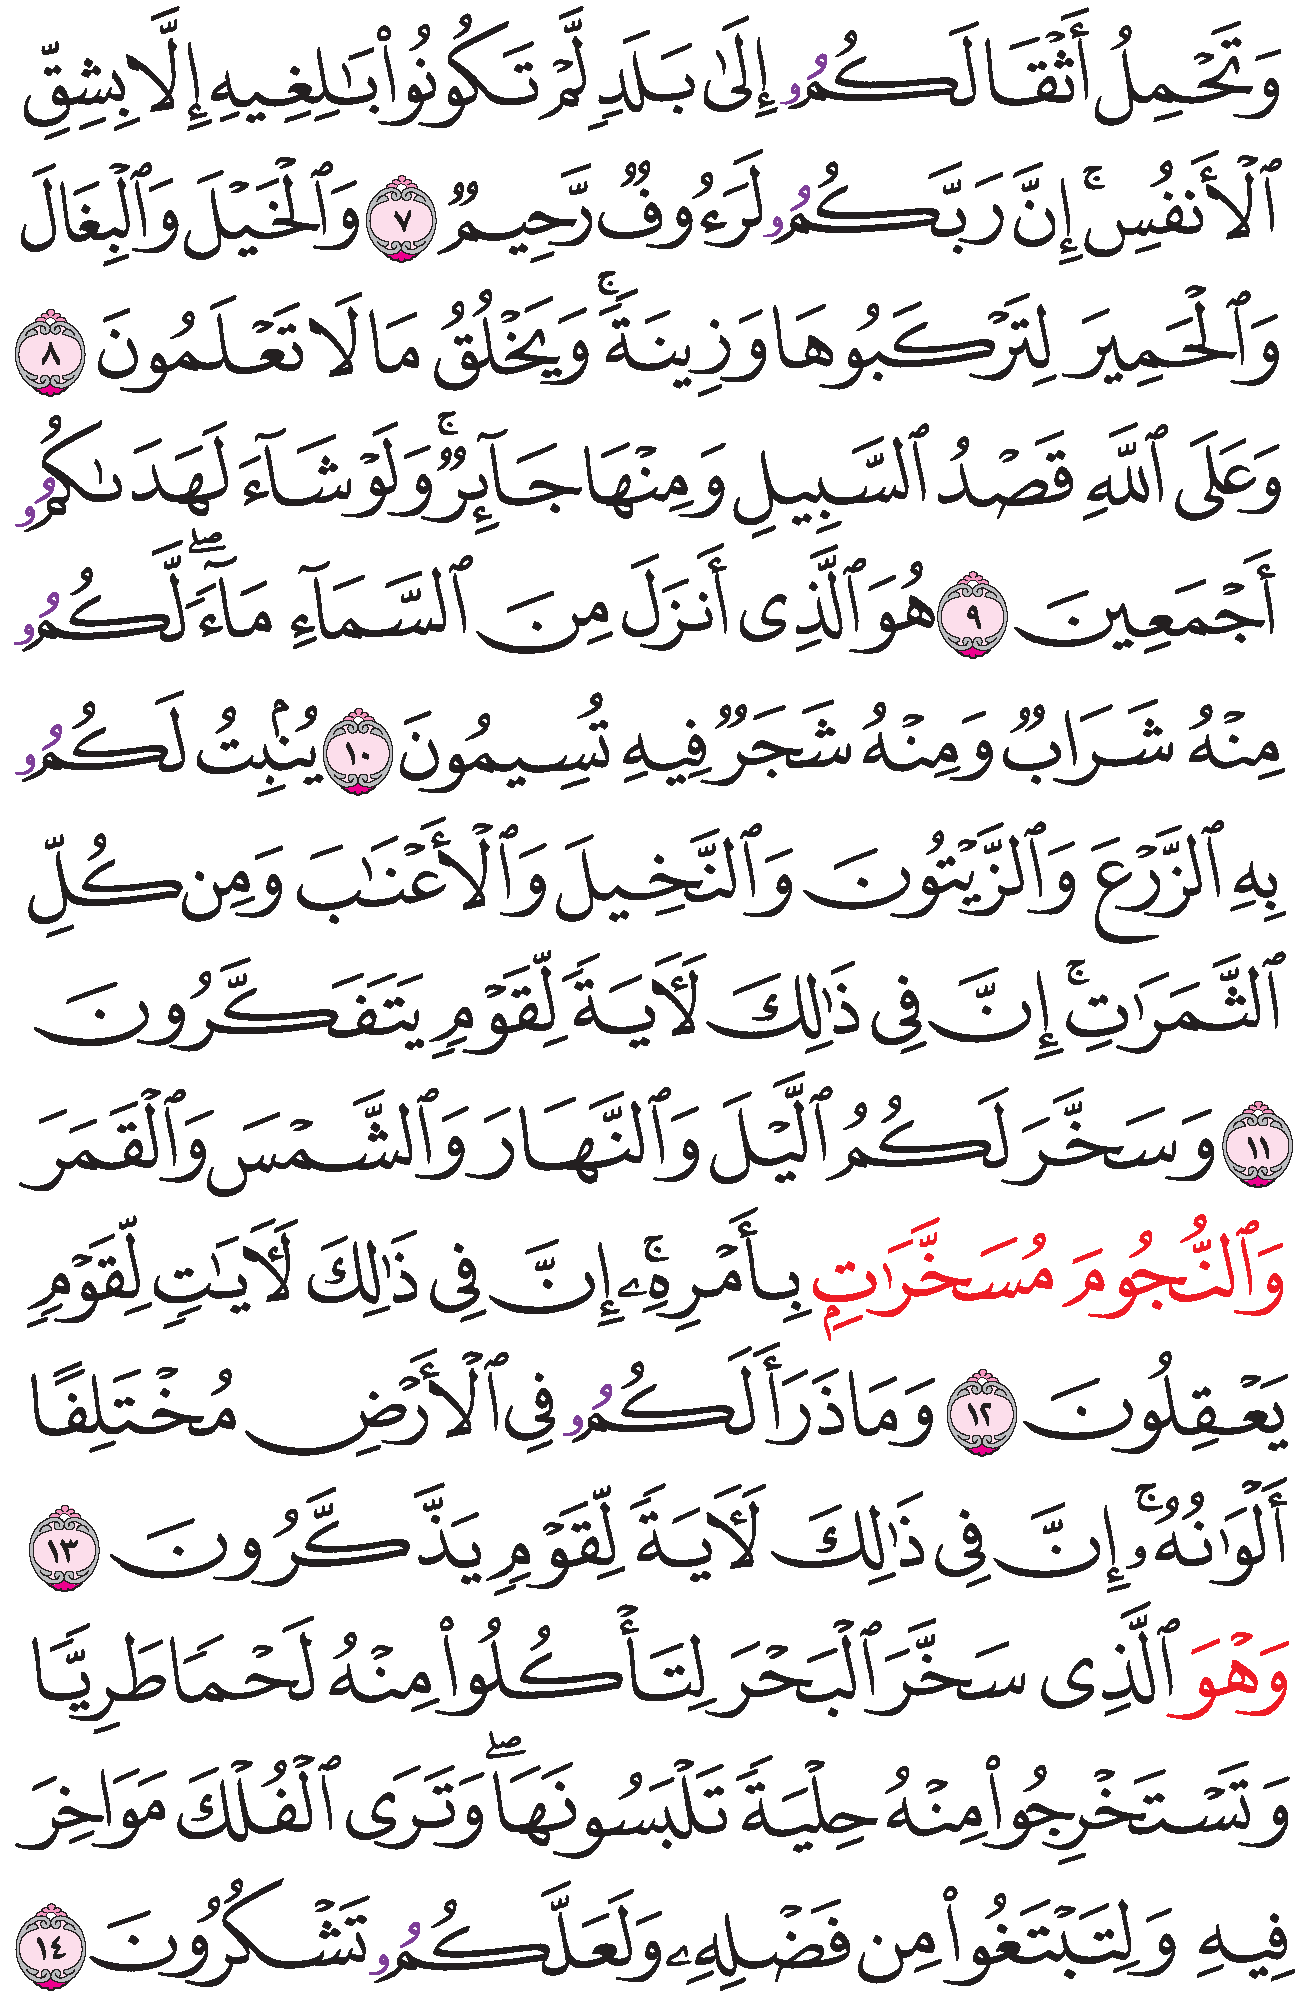 وَتَحۡمِلُ أَثۡقَالَكُمُۥ إِلَىٰ بَلَدٖ لَّمۡ تَكُونُواْ بَٰلِغِيهِ إِلَّا بِشِقِّ
ٱلۡأَنفُسِۚ إِنَّ رَبَّكُمُۥ لَرَءُوفٞ رَّحِيمٞ ٧ وَٱلۡخَيۡلَ وَٱلۡبِغَالَ
وَٱلۡحَمِيرَ لِتَرۡكَبُوهَا وَزِينَةٗۚ وَيَخۡلُقُ مَا لَا تَعۡلَمُونَ ٨
وَعَلَى ٱللَّهِ قَصۡدُ ٱلسَّبِيلِ وَمِنۡهَا جَآئِرٞۚ وَلَوۡ شَآءَ لَهَدَىٰكُمُۥ
أَجۡمَعِينَ ٩ هُوَ ٱلَّذِي أَنزَلَ مِنَ ٱلسَّمَآءِ مَآءٗۖ لَّكُمُۥ
مِنۡهُ شَرَابٞ وَمِنۡهُ شَجَرٞ فِيهِ تُسِيمُونَ ١٠ يُنۢبِتُ لَكُمُۥ
بِهِ ٱلزَّرۡعَ وَٱلزَّيۡتُونَ وَٱلنَّخِيلَ وَٱلۡأَعۡنَٰبَ وَمِن كُلِّ
ٱلثَّمَرَٰتِۚ إِنَّ فِي ذَٰلِكَ لَأٓيَةٗ لِّقَوۡمٖ يَتَفَكَّرُونَ
١١ وَسَخَّرَ لَكُمُ ٱلَّيۡلَ وَٱلنَّهَارَ وَٱلشَّمۡسَ وَٱلۡقَمَرَ
وَٱلنُّجُومَ مُسَخَّرَٰتِۭ بِأَمۡرِهِۦٓۚ إِنَّ فِي ذَٰلِكَ لَأٓيَٰتٖ لِّقَوۡمٖ
يَعۡقِلُونَ ١٢ وَمَا ذَرَأَ لَكُمُۥ فِي ٱلۡأَرۡضِ مُخۡتَلِفًا
أَلۡوَٰنُهُۥٓۚ إِنَّ فِي ذَٰلِكَ لَأٓيَةٗ لِّقَوۡمٖ يَذَّكَّرُونَ ١٣
وَهۡوَ ٱلَّذِي سَخَّرَ ٱلۡبَحۡرَ لِتَأۡكُلُواْ مِنۡهُ لَحۡمٗا طَرِيّٗا
وَتَسۡتَخۡرِجُواْ مِنۡهُ حِلۡيَةٗ تَلۡبَسُونَهَاۖ وَتَرَى ٱلۡفُلۡكَ مَوَاخِرَ
فِيهِ وَلِتَبۡتَغُواْ مِن فَضۡلِهِۦ وَلَعَلَّكُمُۥ تَشۡكُرُونَ ١٤